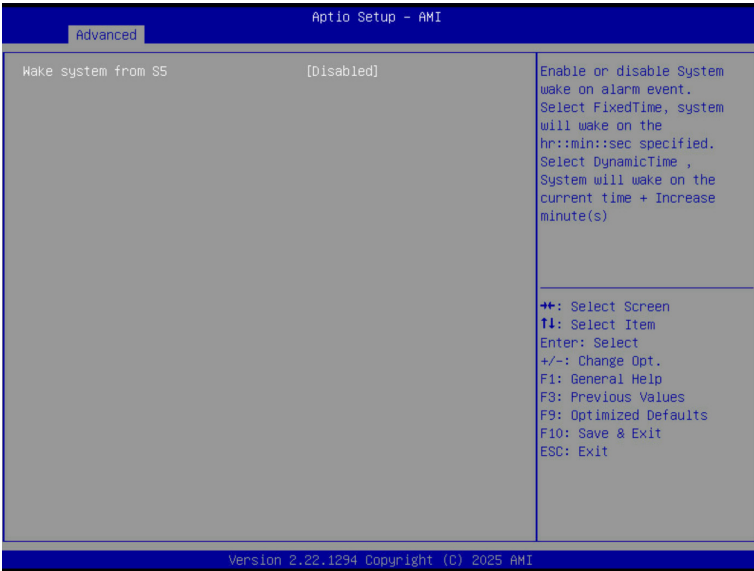 Aptio Setup – AMI
Advanced
Wake system from S5 [Disabled]
Enable or disable System
wake on alarm event.
Select FixedTime, system
will wake on the
hr::min::sec specified.
Select DynamicTime ,
System will wake on the
current time + Increase
minute(s)
→←: Select Screen
↑↓: Select Item
Enter: Select
+/-: Change Opt.
F1: General Help
F3: Previous Values
F9: Optimized Defaults
F10: Save & Exit
ESC: Exit
Version 2.22.1294 Copyright (C) 2025 AMI